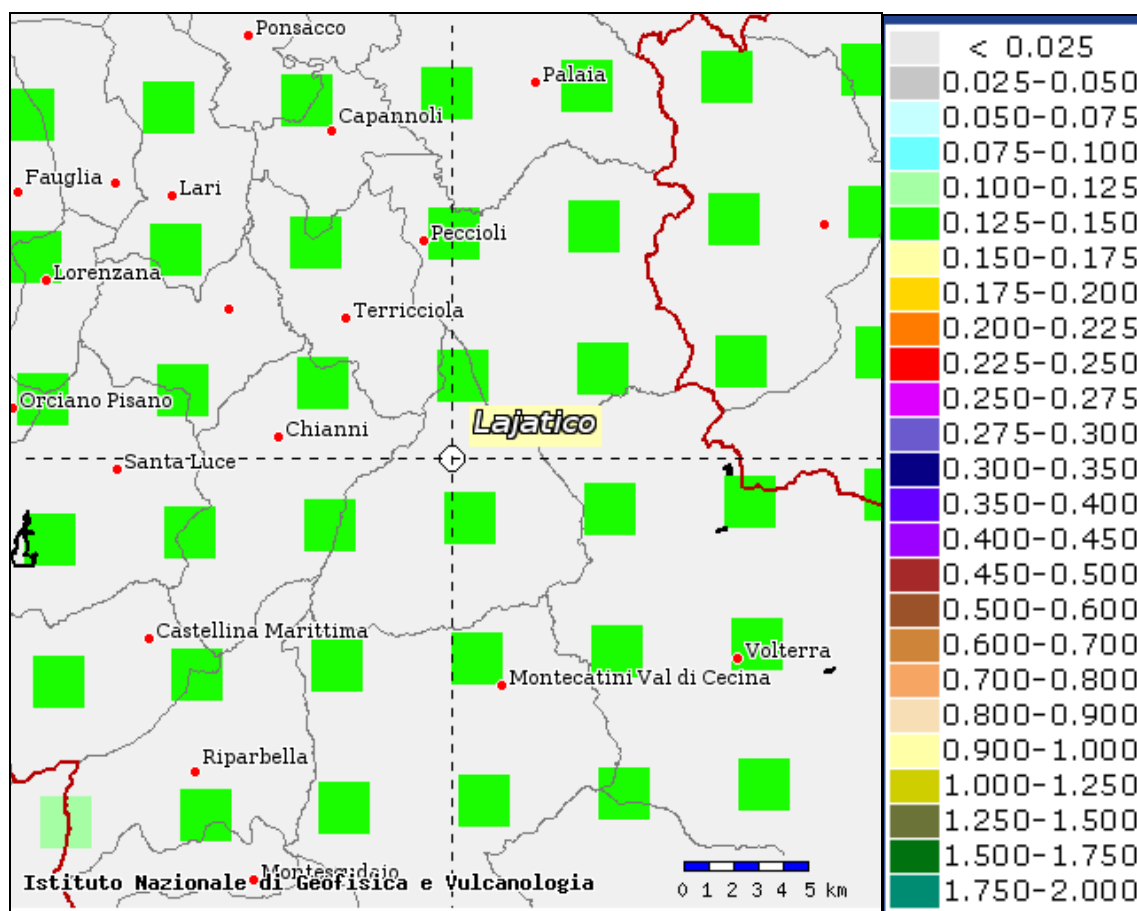 Ponsacco
Palaia
Capannoli
Fauglia
Lari
Peccioli
Lorenzana
Terricciola
Orciano Pisano
Lajatico
Chianni
Santa Luce
Castellina Marittima
Volterra
Montecatini Val di Cecina
Riparbella
Montescudaio
Istituto Nazionale di Geofisica e Vulcanologia
0 1 2 3 4 5 km
< 0.025
0.025-0.050
0.050-0.075
0.075-0.100
0.100-0.125
0.125-0.150
0.150-0.175
0.175-0.200
0.200-0.225
0.225-0.250
0.250-0.275
0.275-0.300
0.300-0.350
0.350-0.400
0.400-0.450
0.450-0.500
0.500-0.600
0.600-0.700
0.700-0.800
0.800-0.900
0.900-1.000
1.000-1.250
1.250-1.500
1.500-1.750
1.750-2.000